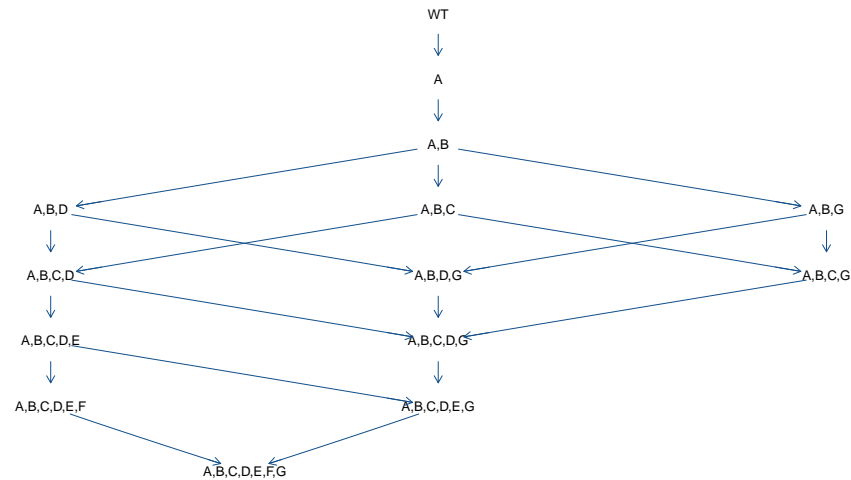 WT
A
A,B
A,B,D
A,B,C
A,B,G
A,B,C,D
A,B,D,G
A,B,C,G
A,B,C,D,E
A,B,C,D,G
A,B,C,D,E,F
A,B,C,D,E,G
A,B,C,D,E,F,G